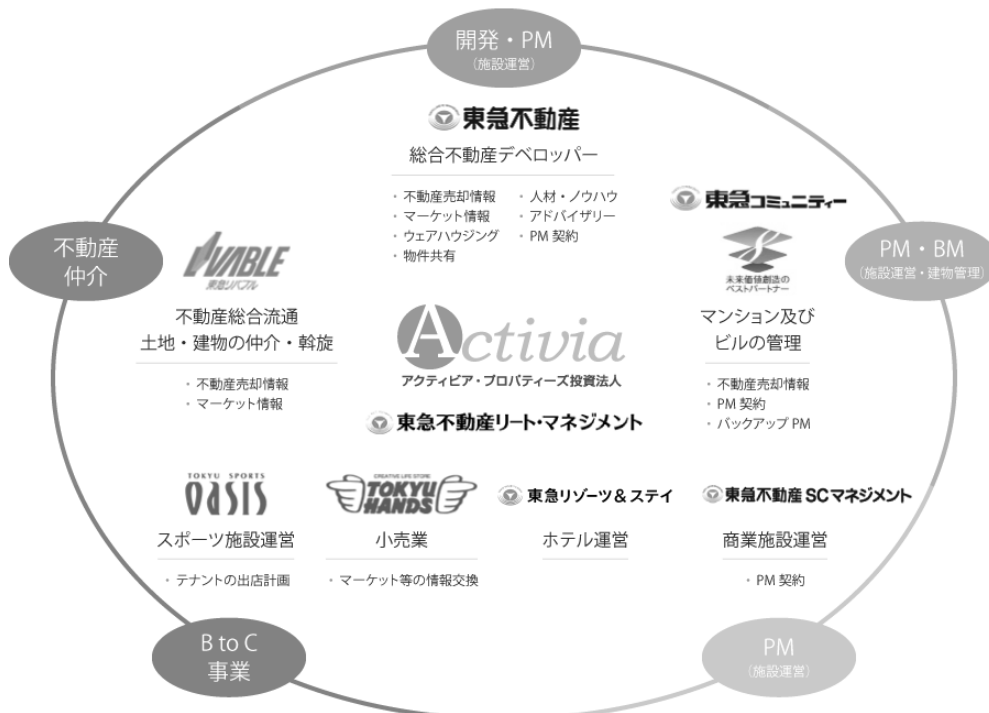 開発・PM
(施設運営)
東急不動産
総合不動産デベロッパー
・不動産売却情報
・マーケット情報
・ウェアハウジング
・物件共有
・人材・ノウハウ
・アドバイザリー
・PM 契約
東急コミュニティー
未来価値創造の
ベストパートナー
マンション及び
ビルの管理
・不動産売却情報
・PM 契約
・バックアップ PM
PM・BM
(施設運営・建物管理)
不動産
仲介
LIVABLE
東急リバブル
不動産総合流通
土地・建物の仲介・斡旋
・不動産売却情報
・マーケット情報
Activia
アクティビア・プロパティーズ投資法人
東急不動産リート・マネジメント
TOKYU SPORTS
OASIS
スポーツ施設運営
・テナントの出店計画
CREATIVE LIFE STORE
TOKYU
HANDS
小売業
・マーケット等の情報交換
東急リゾーツ&ステイ
ホテル運営
東急不動産SCマネジメント
商業施設運営
・PM 契約
B to C
事業
PM
(施設運営)